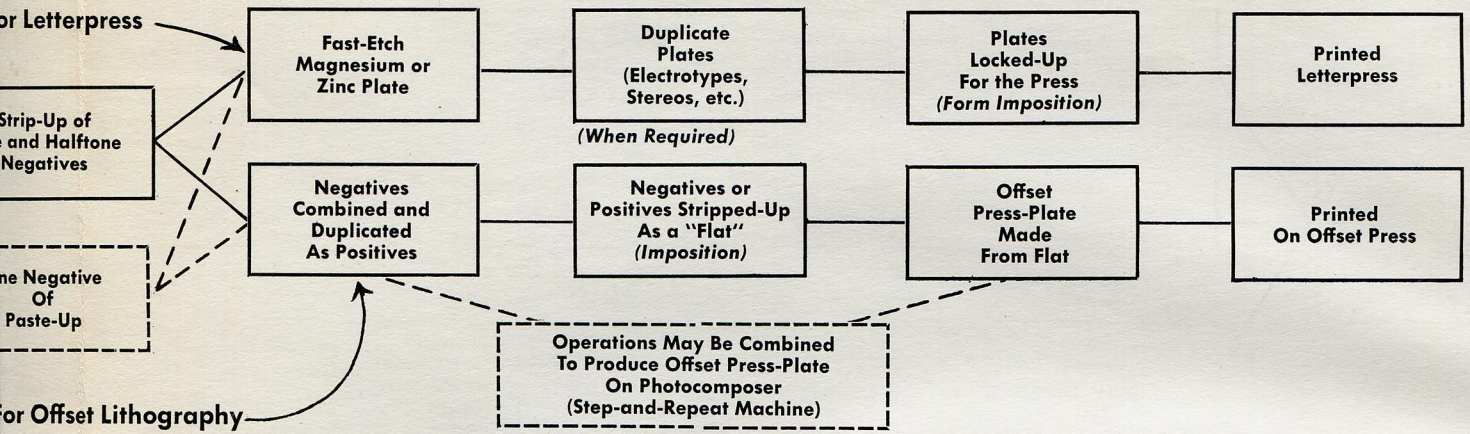 or Letterpress
Fast-Etch
Magnesium or
Zinc Plate
Duplicate
Plates
(Electrotypes,
Stereos, etc.)
(When Required)
Plates
Locked-Up
For the Press
(Form Imposition)
Printed
Letterpress
Strip-Up of
and Halftone
Negatives
Negatives
Combined and
Duplicated
As Positives
Negatives or
Positives Stripped-Up
As a "Flat"
(Imposition)
Offset
Press-Plate
Made
From Flat
Printed
On Offset Press
ne Negative
Of
Paste-Up
Operations May Be Combined
To Produce Offset Press-Plate
On Photocomposer
(Step-and-Repeat Machine)
For Offset Lithography